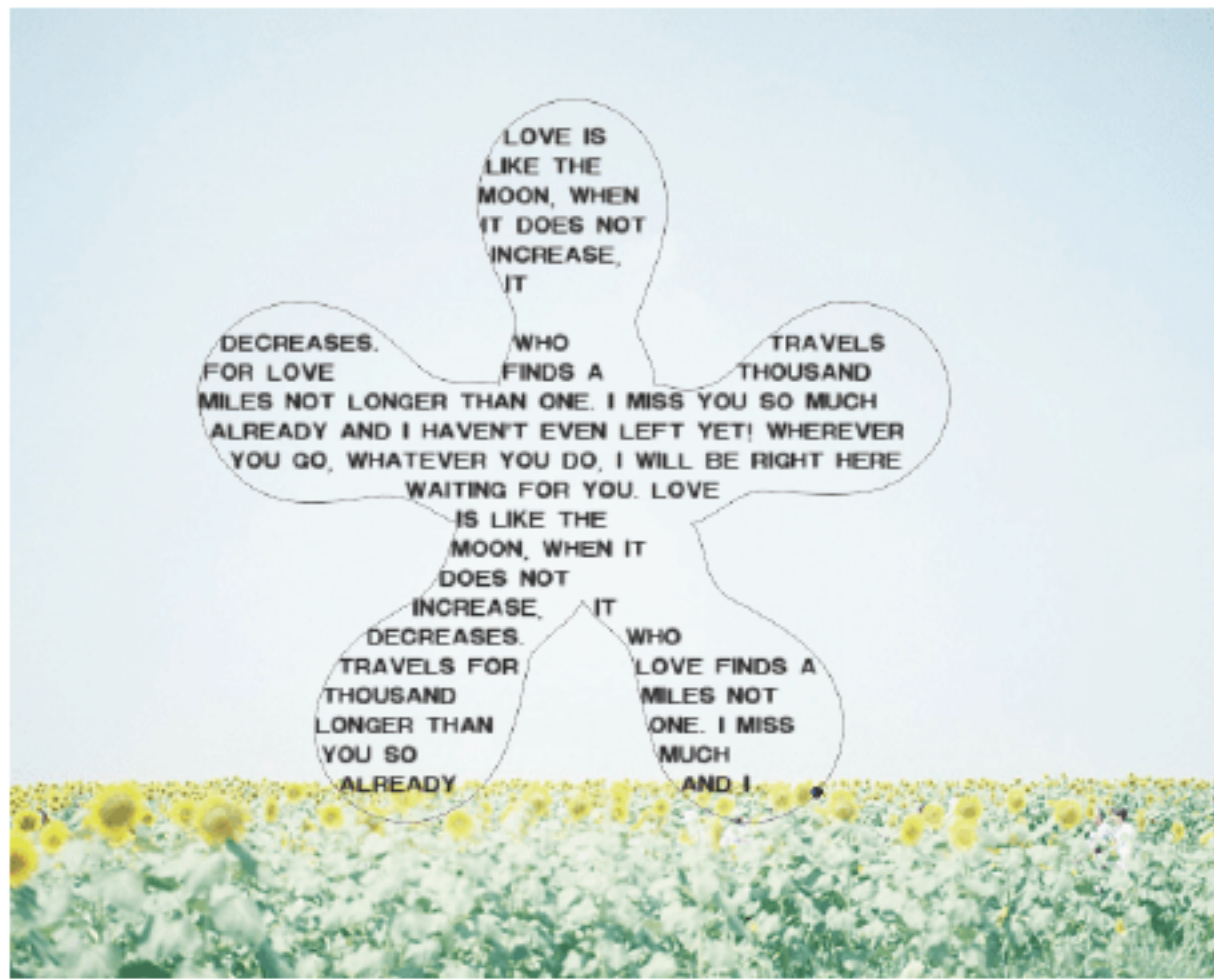 LOVE IS
LIKE THE
MOON, WHEN
IT DOES NOT
INCREASE,
IT
DECREASES. WHO TRAVELS
FOR LOVE FINDS A THOUSAND
MILES NOT LONGER THAN ONE. I MISS YOU SO MUCH
ALREADY AND I HAVEN'T EVEN LEFT YET! WHEREVER
YOU GO, WHATEVER YOU DO, I WILL BE RIGHT HERE
WAITING FOR YOU. LOVE
IS LIKE THE
MOON, WHEN IT
DOES NOT
INCREASE, IT
DECREASES. WHO
TRAVELS FOR LOVE FINDS A
THOUSAND MILES NOT
LONGER THAN ONE. I MISS
YOU SO MUCH
ALREADY AND I